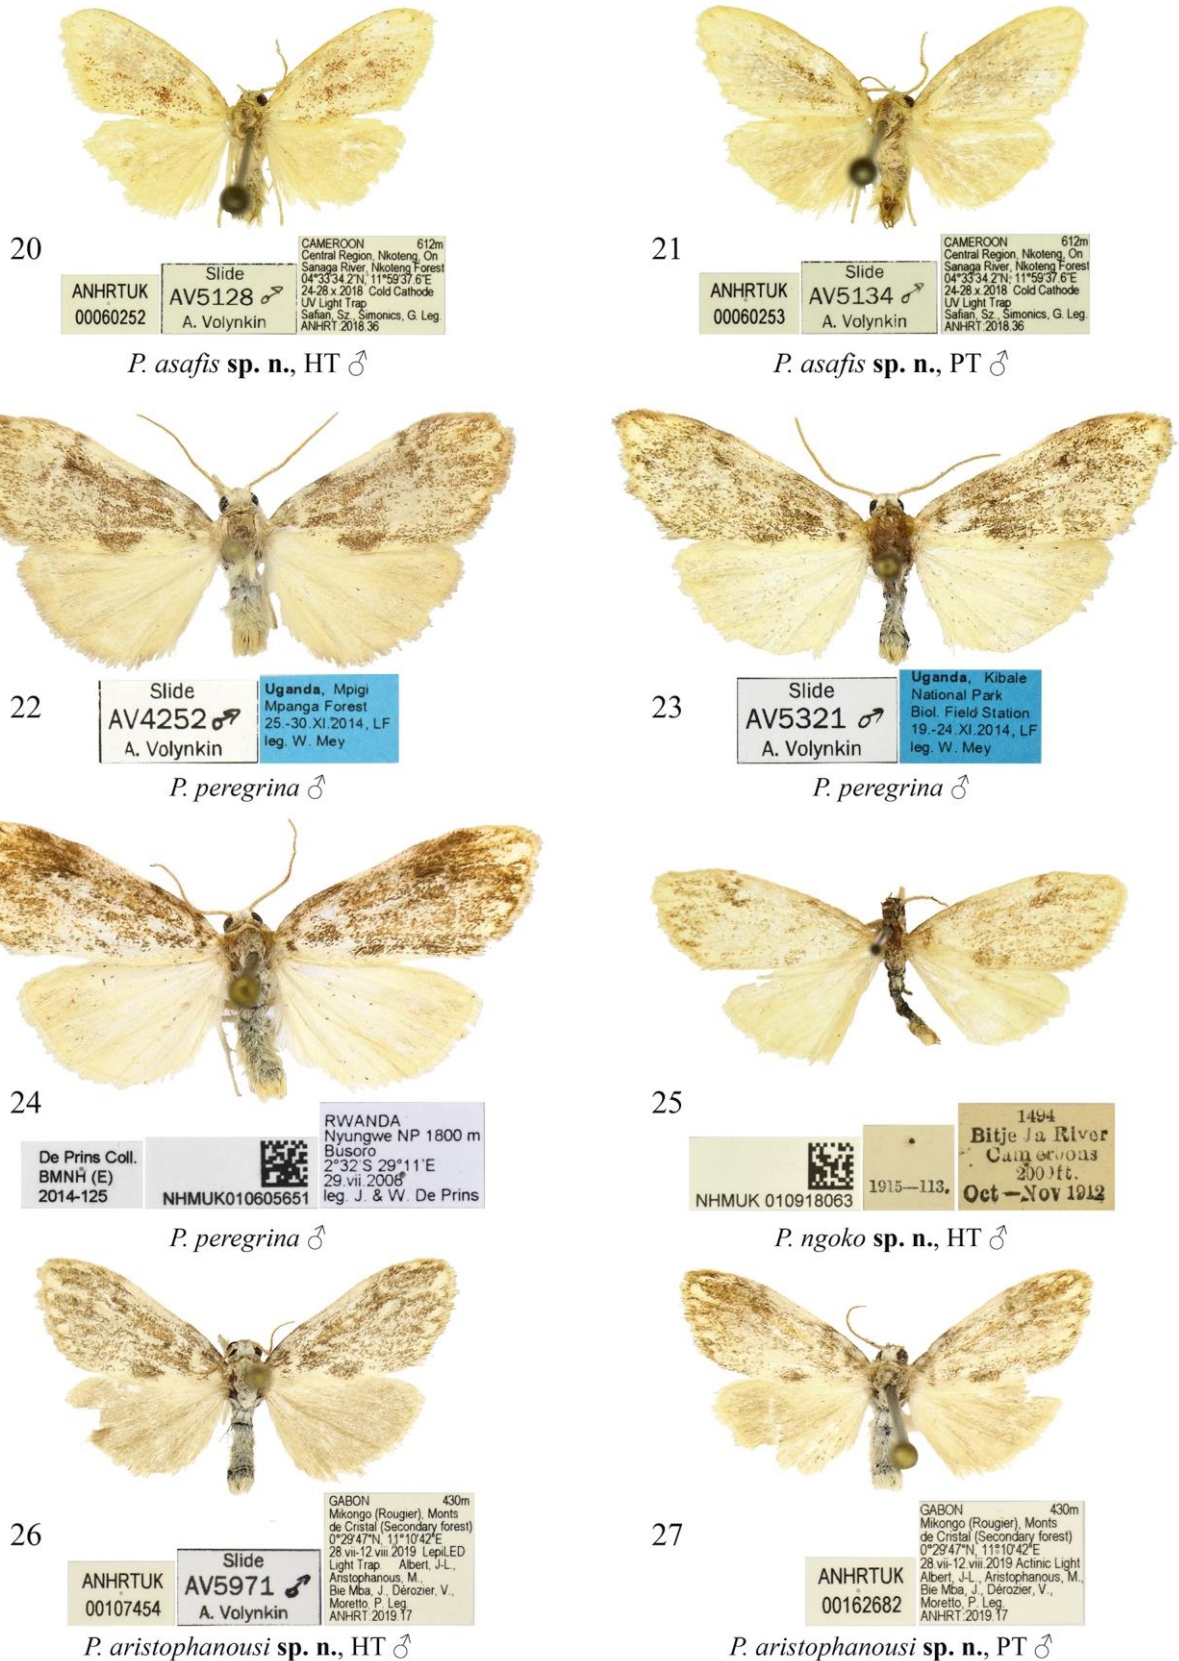 20
ANHRTUK
00060252
Slide
AV5128 ♂
A. Volynkin
CAMEROON 612m
Central Region, Nkoteng, On
Sanaga River, Nkoteng Forest
04°33'34.2"N, 11°59'37.6"E
24-28.x.2018 Cold Cathode
UV Light Trap
Safian, Sz., Simonics, G. Leg.
ANHRT:2018.36
P. asafis sp. n., HT ♂
21
ANHRTUK
00060253
Slide
AV5134 ♂
A. Volynkin
CAMEROON 612m
Central Region, Nkoteng, On
Sanaga River, Nkoteng Forest
04°33'34.2"N, 11°59'37.6"E
24-28.x.2018 Cold Cathode
UV Light Trap
Safian, Sz., Simonics, G. Leg.
ANHRT:2018.36
P. asafis sp. n., PT ♂
22
Slide
AV4252 ♂
A. Volynkin
Uganda, Mpigi
Mpanga Forest
25.-30.XI.2014, LF
leg. W. Mey
P. peregrina ♂
23
Slide
AV5321 ♂
A. Volynkin
Uganda, Kibale
National Park
Biol. Field Station
19.-24.XI.2014, LF
leg. W. Mey
P. peregrina ♂
24
De Prins Coll.
BMNH (E)
2014-125
NHMUK010605651
RWANDA
Nyungwe NP 1800 m
Busoro
2°32'S 29°11'E
29.vii.2008
leg. J. & W. De Prins
P. peregrina ♂
25
NHMUK 010918063
1915—113.
1494
Bitje Ja River
Cameroons
2000ft.
Oct—Nov 1912
P. ngoko sp. n., HT ♂
26
ANHRTUK
00107454
Slide
AV5971 ♂
A. Volynkin
GABON 430m
Mikongo (Rougier), Monts
de Cristal (Secondary forest)
0°29'47"N, 11°10'42"E
28.vii-12.viii.2019 LepiLED
Light Trap. Albert, J-L.,
Aristophanous, M.,
Bie Mba, J., Dérozier, V.,
Moretto, P. Leg.
ANHRT:2019.17
P. aristophanousi sp. n., HT ♂
27
ANHRTUK
00162682
GABON 430m
Mikongo (Rougier), Monts
de Cristal (Secondary forest)
0°29'47"N, 11°10'42"E
28.vii-12.viii.2019 Actinic Light
Albert, J-L., Aristophanous, M.,
Bie Mba, J., Dérozier, V.,
Moretto, P. Leg.
ANHRT:2019.17
P. aristophanousi sp. n., PT ♂